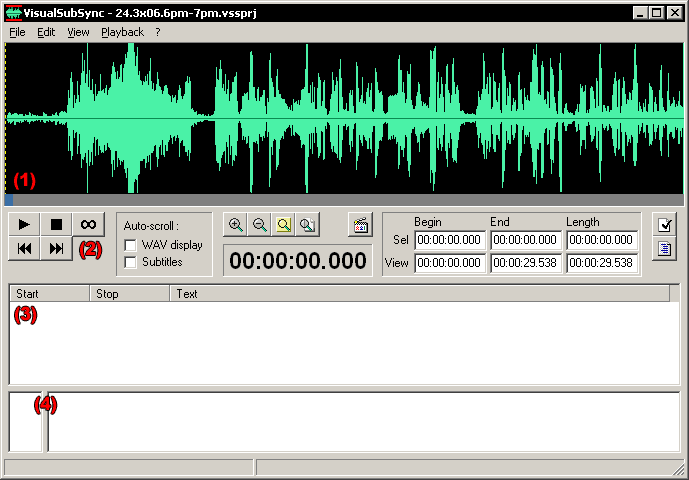 VisualSubSync - 24.3x06.6pm-7pm.vssprj
File Edit View Playback ?
(1)
(2)
Auto-scroll :
WAV display
Subtitles
00:00:00.000
Begin End Length
Sel 00:00:00.000 00:00:00.000 00:00:00.000
View 00:00:00.000 00:00:29.538 00:00:29.538
Start Stop Text
(3)
(4)